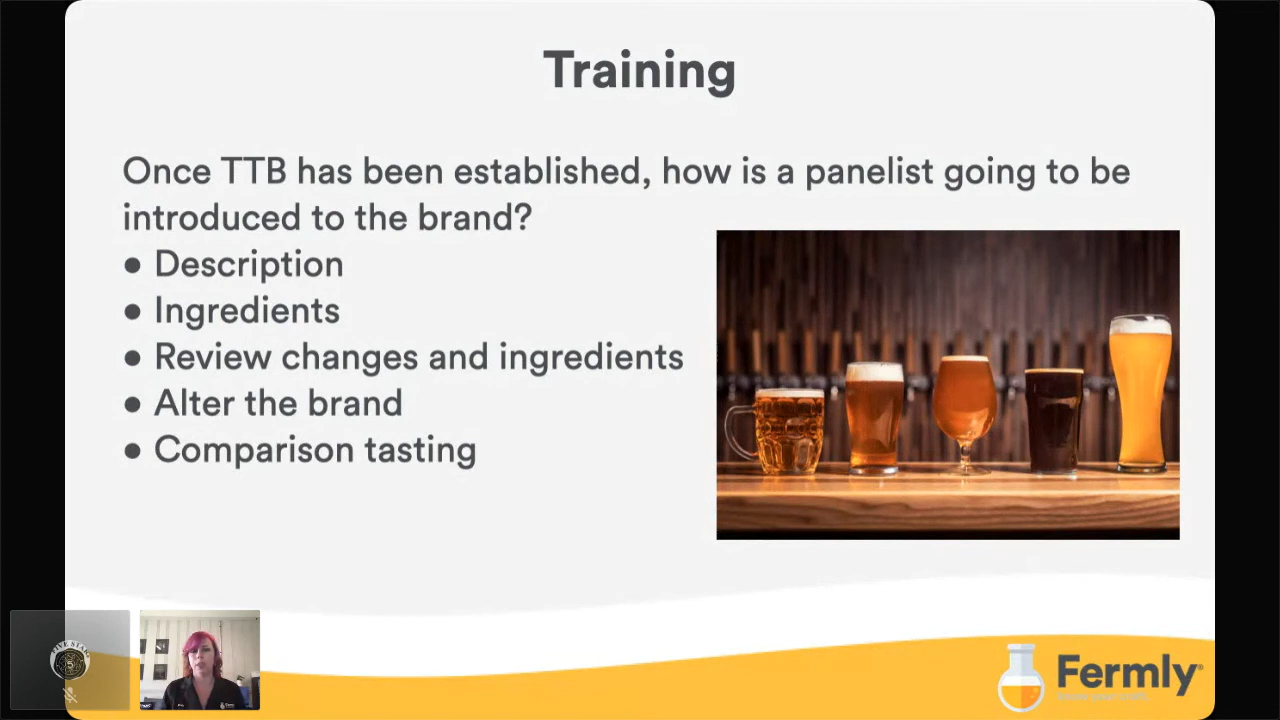 Training
Once TTB has been established, how is a panelist going to be
introduced to the brand?
● Description
● Ingredients
● Review changes and ingredients
● Alter the brand
● Comparison tasting
Fermly®